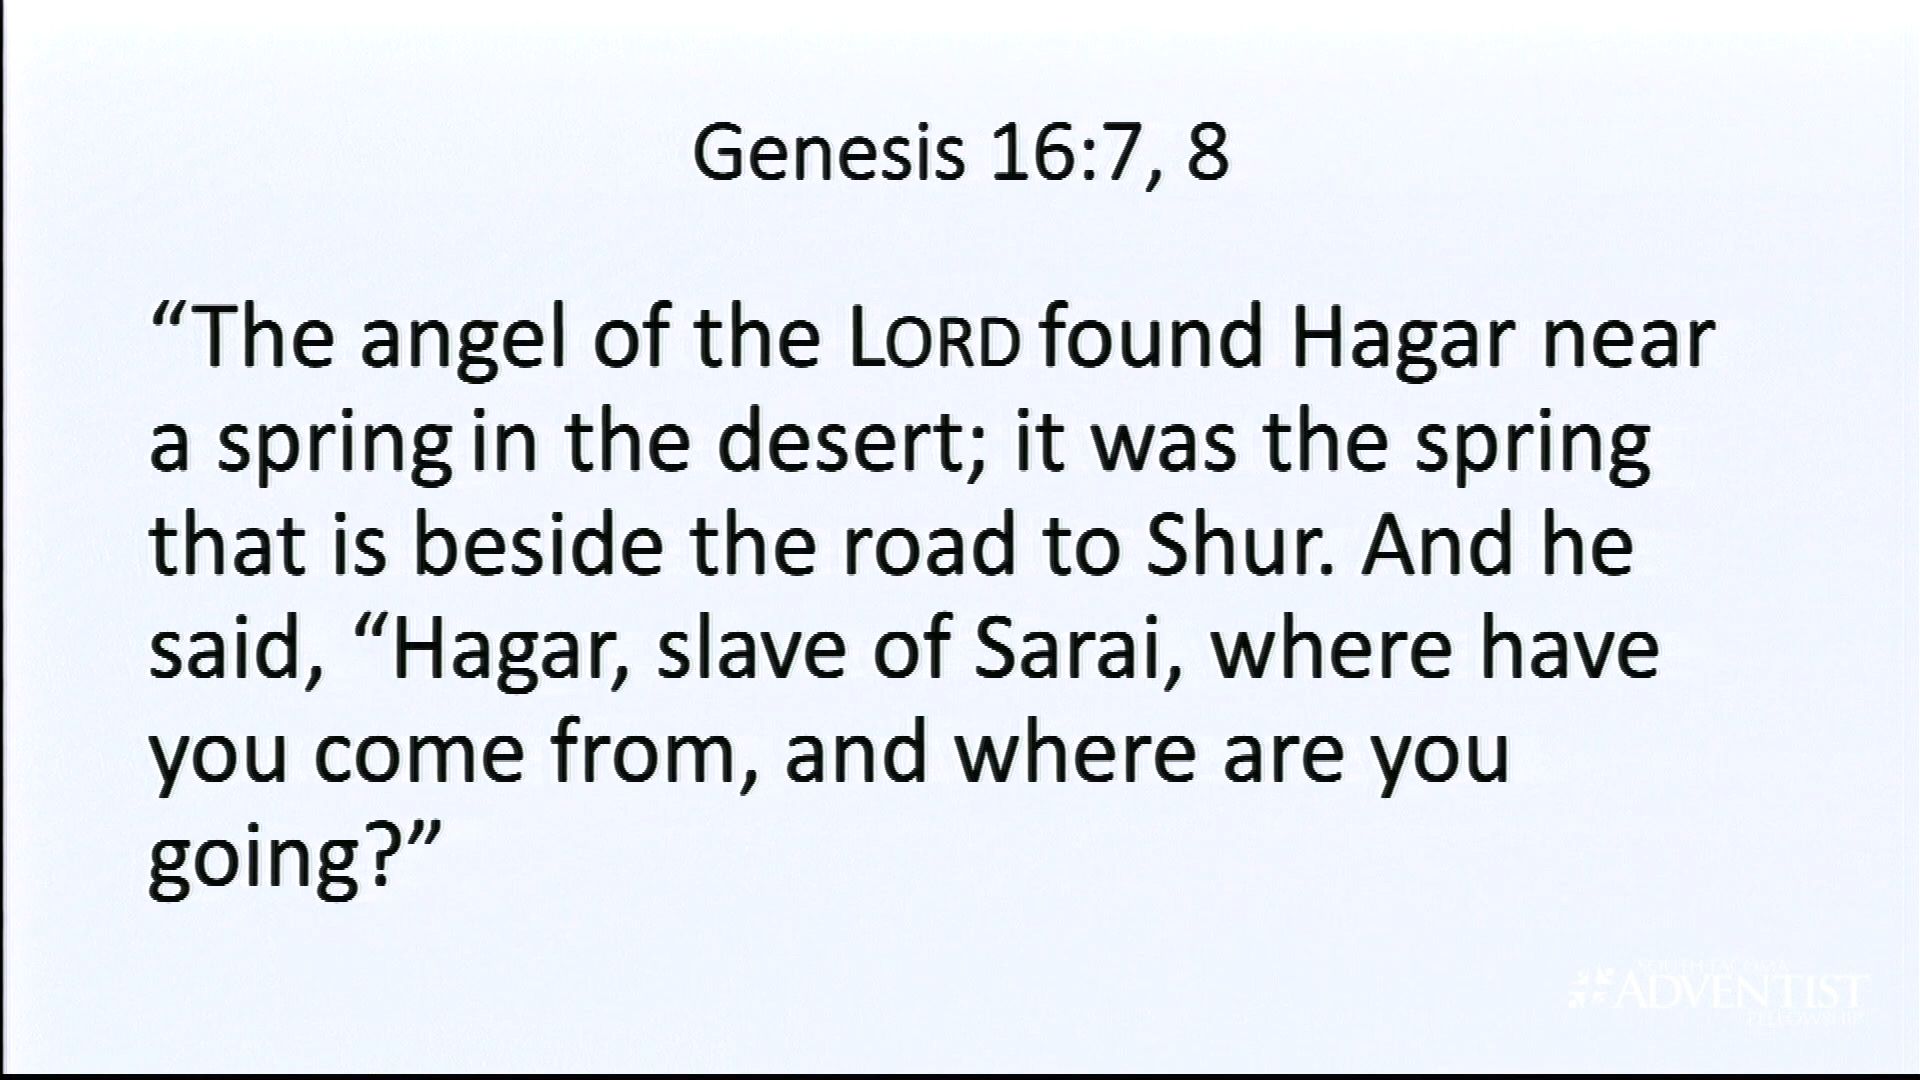 Genesis 16:7, 8
“The angel of the LORD found Hagar near
a spring in the desert; it was the spring
that is beside the road to Shur. And he
said, “Hagar, slave of Sarai, where have
you come from, and where are you
going?”
ADVENTIST
FELLOWSHIP